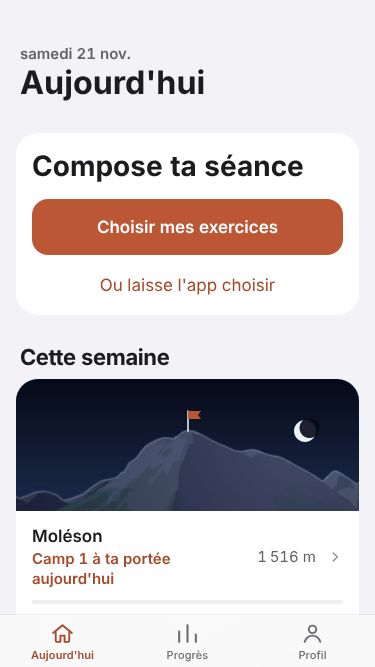 samedi 21 nov.
Aujourd'hui
Compose ta séance
Choisir mes exercices
Ou laisse l'app choisir
Cette semaine
Moléson
Camp 1 à ta portée
aujourd'hui
1 516 m
Aujourd'hui
Progrès
Profil